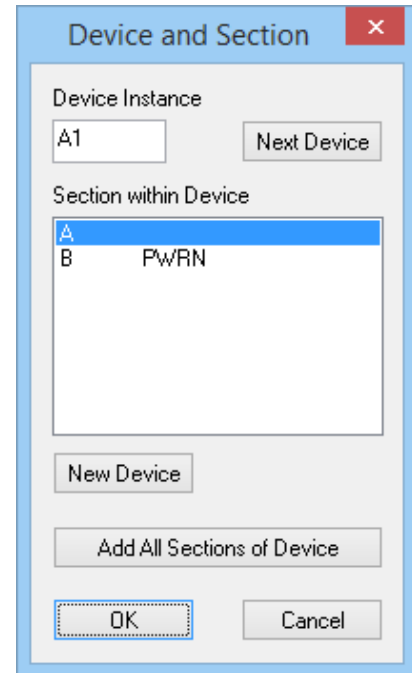 Device and Section
Device Instance
A1 Next Device
Section within Device
A
B PWRN
New Device
Add All Sections of Device
OK Cancel